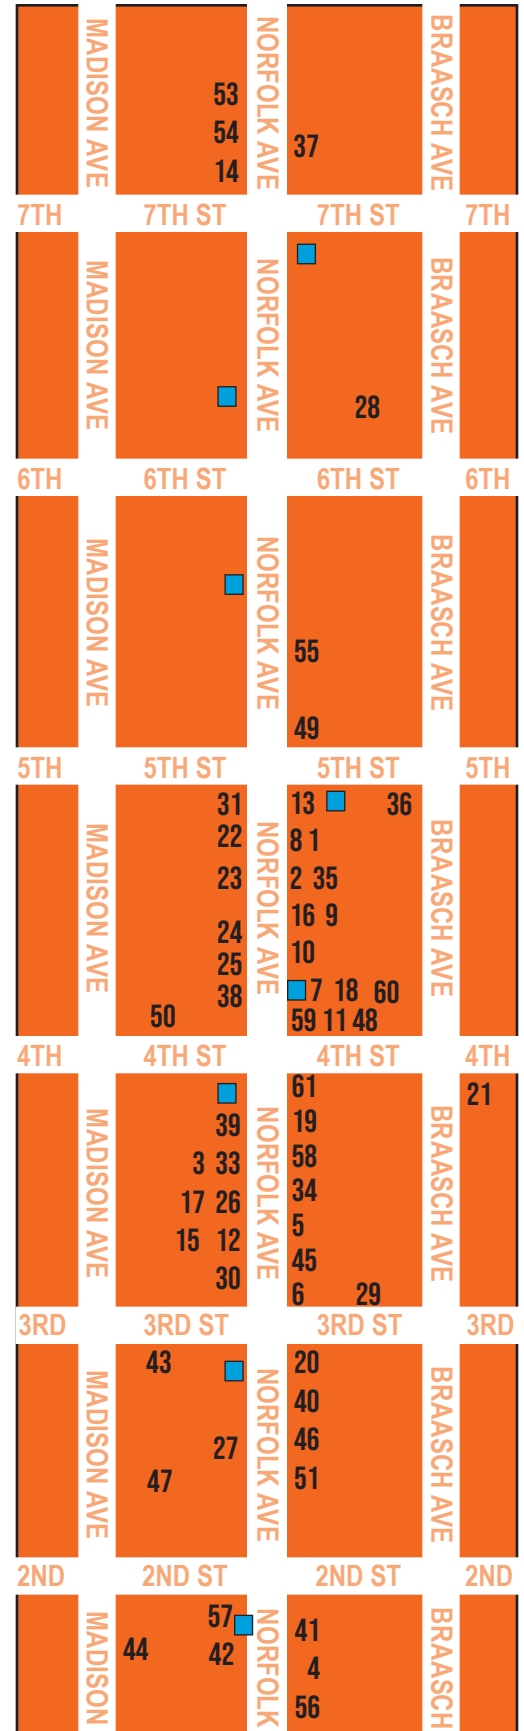 MADISON AVE
NORFOLK AVE
BRAASCH AVE
53
54
37
14
7TH 7TH ST 7TH ST 7TH
MADISON AVE
NORFOLK AVE
BRAASCH AVE
28
6TH 6TH ST 6TH ST 6TH
MADISON AVE
NORFOLK AVE
BRAASCH AVE
55
49
5TH 5TH ST 5TH ST 5TH
MADISON AVE
NORFOLK AVE
BRAASCH AVE
31 13 36
22 8 1
23 2 35
16 9
24
10
25
38 7 18 60
50 59 11 48
4TH 4TH ST 4TH ST 4TH
MADISON AVE
NORFOLK AVE
BRAASCH AVE
61 21
39 19
3 33 58
17 26 34
15 12 5
45
30
6 29
3RD 3RD ST 3RD ST 3RD
MADISON AVE
NORFOLK AVE
BRAASCH AVE
43 20
40
27 46
47 51
2ND 2ND ST 2ND ST 2ND
MADISON
NORFOLK
BRAASCH
57 41
44 42
4
56